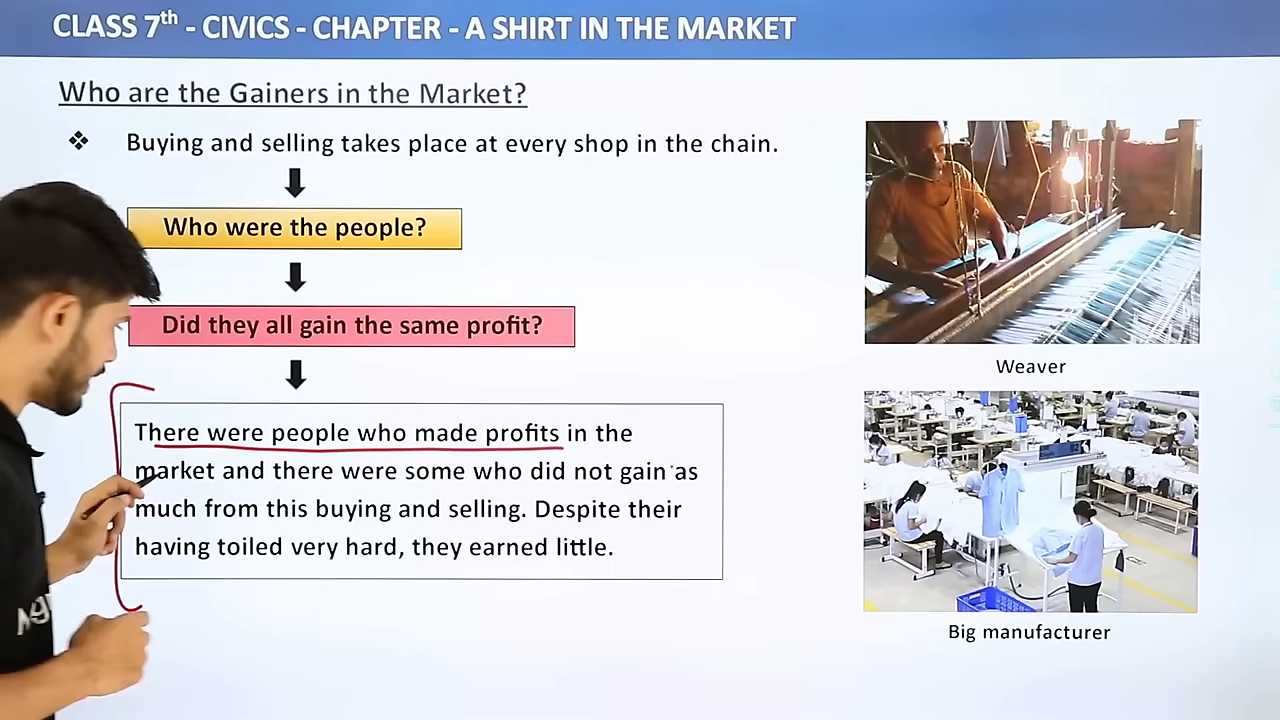 CLASS 7th - CIVICS - CHAPTER - A SHIRT IN THE MARKET
Who are the Gainers in the Market?
❖ Buying and selling takes place at every shop in the chain.
Who were the people?
Did they all gain the same profit?
There were people who made profits in the
market and there were some who did not gain as
much from this buying and selling. Despite their
having toiled very hard, they earned little.
Weaver
Big manufacturer